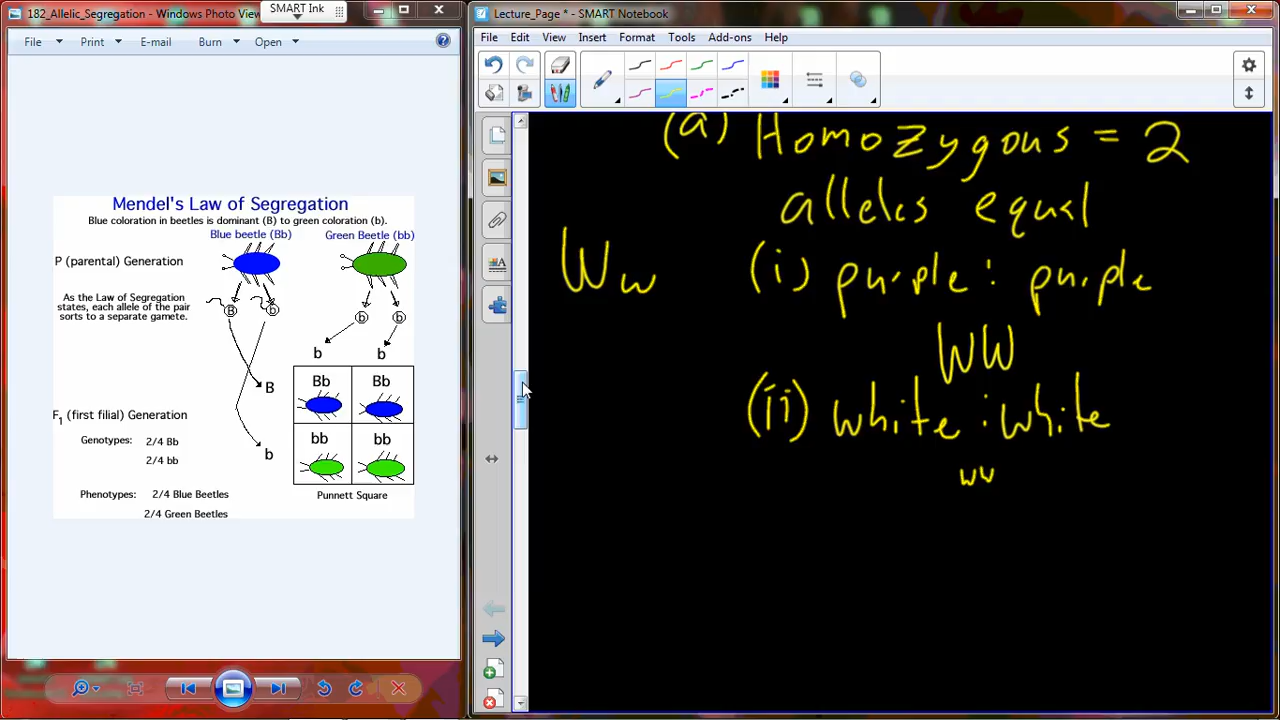 182_Allelic_Segregation - Windows Photo View
SMART Ink
File Print E-mail Burn Open
Mendel's Law of Segregation
Blue coloration in beetles is dominant (B) to green coloration (b).
Blue beetle (Bb) Green Beetle (bb)
P (parental) Generation
As the Law of Segregation
states, each allele of the pair
sorts to a separate gamete.
B b b b
b b
B Bb Bb
F1 (first filial) Generation
Genotypes: 2/4 Bb
2/4 bb
b bb bb
Phenotypes: 2/4 Blue Beetles
2/4 Green Beetles
Punnett Square
Lecture_Page * - SMART Notebook
File Edit View Insert Format Tools Add-ons Help
(a) Homozygous = 2
alleles equal
Ww (i) purple : purple
WW
(ii) white : white
ww